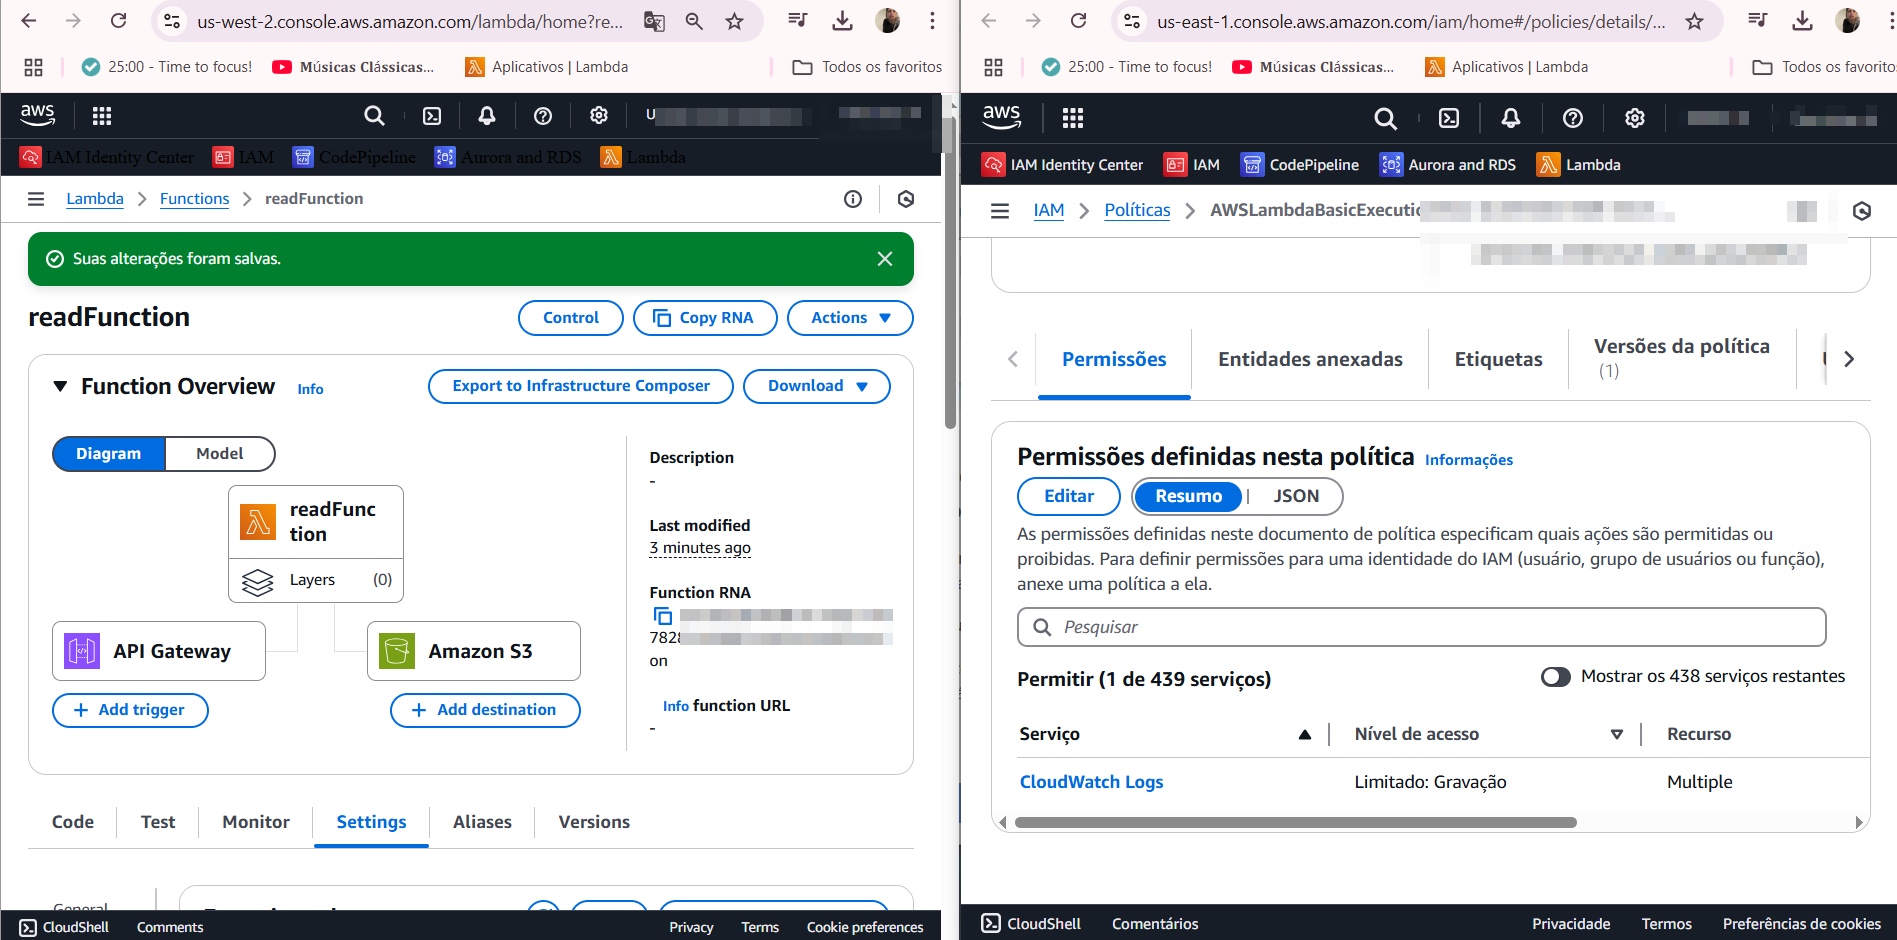 us-west-2.console.aws.amazon.com/lambda/home?re...
25:00 - Time to focus!
Músicas Clássicas...
Aplicativos | Lambda
Todos os favoritos
aws
U
IAM Identity Center
IAM
CodePipeline
Aurora and RDS
Lambda
Lambda
Functions
readFunction
Suas alterações foram salvas.
readFunction
Control
Copy RNA
Actions
Function Overview
Info
Export to Infrastructure Composer
Download
Diagram
Model
readFunc
tion
Layers
(0)
API Gateway
Amazon S3
+ Add trigger
+ Add destination
Description
-
Last modified
3 minutes ago
Function RNA
782
on
Info function URL
-
Code
Test
Monitor
Settings
Aliases
Versions
General
CloudShell
Comments
Privacy
Terms
Cookie preferences
us-east-1.console.aws.amazon.com/iam/home#/policies/details/...
25:00 - Time to focus!
Músicas Clássicas...
Aplicativos | Lambda
Todos os favorito
aws
IAM Identity Center
IAM
CodePipeline
Aurora and RDS
Lambda
IAM
Políticas
AWSLambdaBasicExecutio
Permissões
Entidades anexadas
Etiquetas
Versões da política
(1)
Permissões definidas nesta política
Informações
Editar
Resumo
JSON
As permissões definidas neste documento de política especificam quais ações são permitidas ou
proibidas. Para definir permissões para uma identidade do IAM (usuário, grupo de usuários ou função),
anexe uma política a ela.
Pesquisar
Permitir (1 de 439 serviços)
Mostrar os 438 serviços restantes
Serviço
Nível de acesso
Recurso
CloudWatch Logs
Limitado: Gravação
Multiple
CloudShell
Comentários
Privacidade
Termos
Preferências de cookies